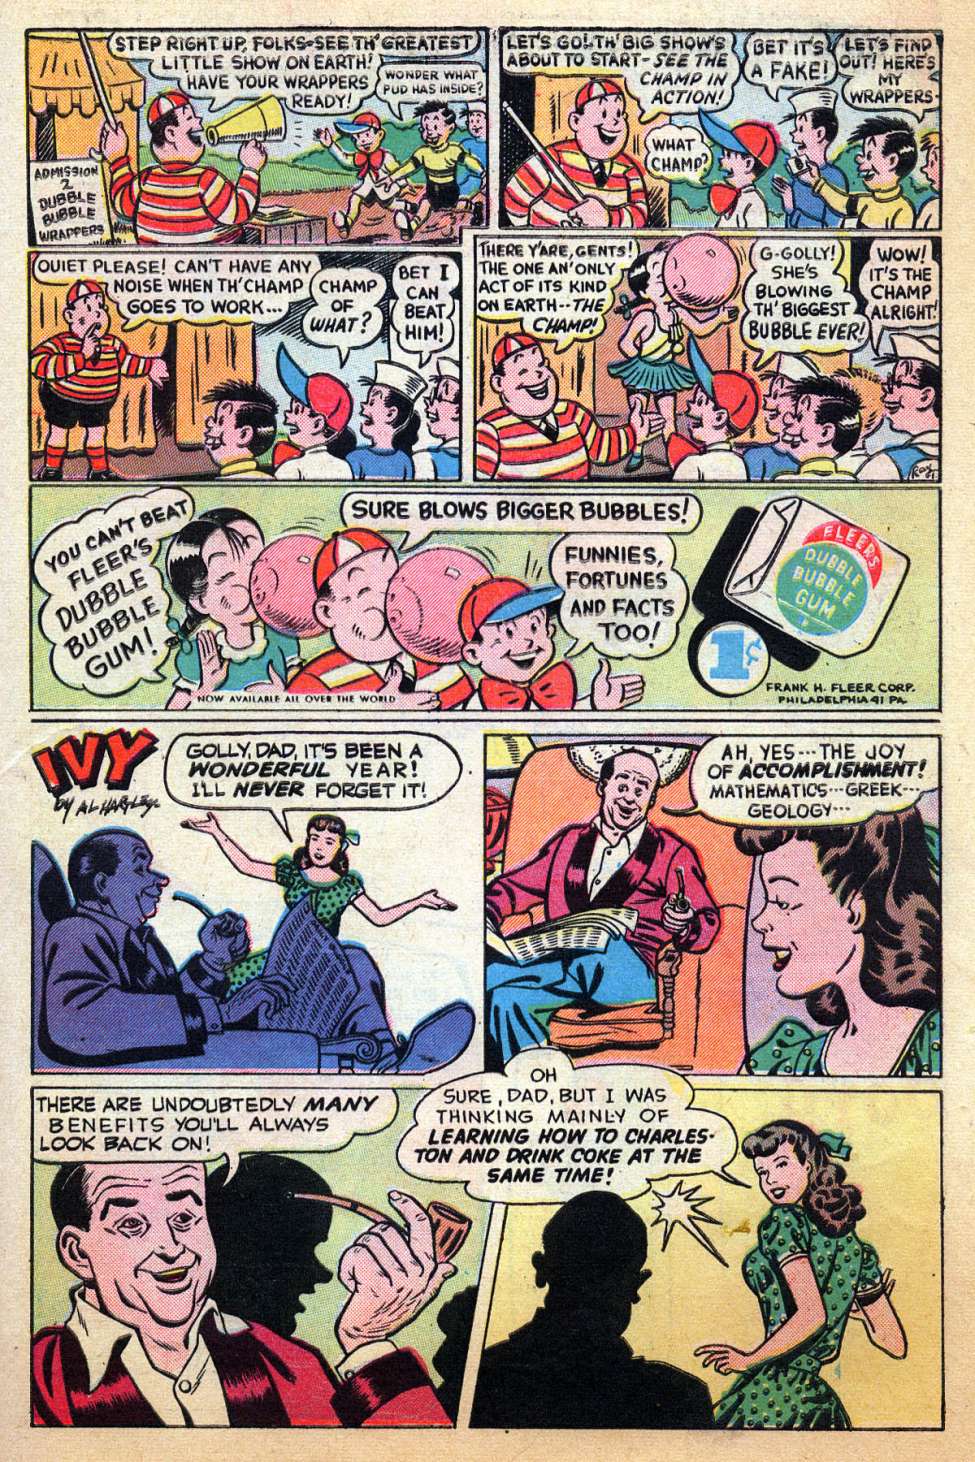 STEP RIGHT UP, FOLKS-SEE TH' GREATEST
LITTLE SHOW ON EARTH!
HAVE YOUR WRAPPERS
READY!
WONDER WHAT
PUD HAS INSIDE?
ADMISSION
2
DUBBLE
BUBBLE
WRAPPERS
LET'S GO! TH' BIG SHOW'S
ABOUT TO START - SEE THE
CHAMP IN
ACTION!
WHAT
CHAMP?
BET IT'S
A FAKE!
LET'S FIND
OUT! HERE'S
MY
WRAPPERS-
QUIET PLEASE! CAN'T HAVE ANY
NOISE WHEN TH' CHAMP
GOES TO WORK...
CHAMP
OF
WHAT?
BET I
CAN
BEAT
HIM!
THERE Y'ARE, GENTS!
THE ONE AN' ONLY
ACT OF ITS KIND
ON EARTH--THE
CHAMP!
G-GOLLY!
SHE'S
BLOWING
TH' BIGGEST
BUBBLE EVER!
WOW!
IT'S THE
CHAMP
ALRIGHT!
YOU CAN'T BEAT
FLEER'S
DUBBLE
BUBBLE
GUM!
SURE BLOWS BIGGER BUBBLES!
FUNNIES,
FORTUNES
AND FACTS
TOO!
NOW AVAILABLE ALL OVER THE WORLD
FLEER'S
DUBBLE
BUBBLE
GUM
1¢
FRANK H. FLEER CORP.
PHILADELPHIA 41 PA.
IVY
by AL HARTLEY
GOLLY, DAD, IT'S BEEN A
WONDERFUL YEAR!
I'LL NEVER FORGET IT!
AH, YES---THE JOY
OF ACCOMPLISHMENT!
MATHEMATICS---GREEK---
GEOLOGY---
THERE ARE UNDOUBTEDLY MANY
BENEFITS YOU'LL ALWAYS
LOOK BACK ON!
OH
SURE, DAD, BUT I WAS
THINKING MAINLY OF
LEARNING HOW TO CHARLES-
TON AND DRINK COKE AT THE
SAME TIME!